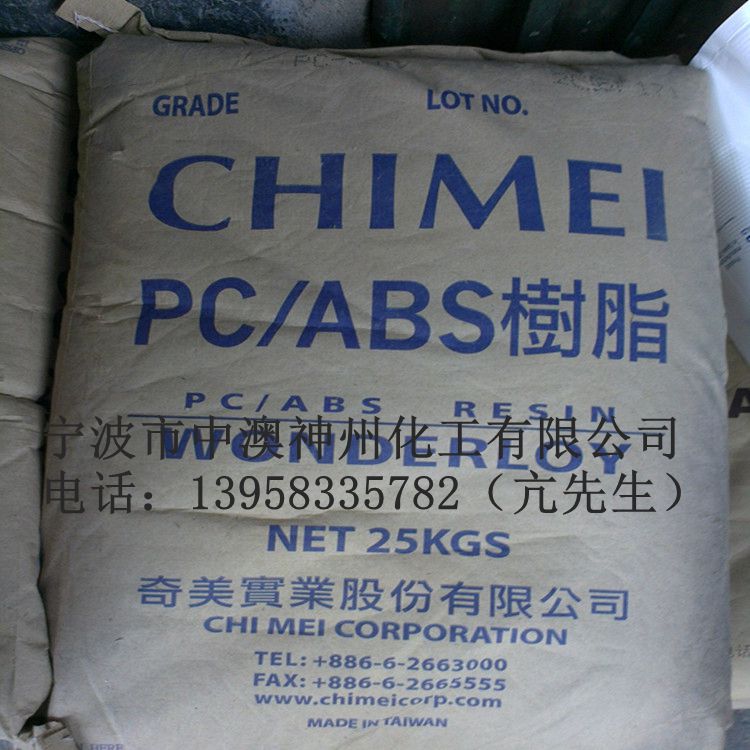 GRADE
LOT NO.
CHIMEI
PC/ABS樹脂
PC/ABS RESIN
宁波市中澳神州化工有限公司
WONDERLOY
电话：13958335782（亢先生）
NET 25KGS
奇美實業股份有限公司
CHI MEI CORPORATION
TEL: +886-6-2663000
FAX: +886-6-2665555
www.chimeicorp.com
MADE IN TAIWAN